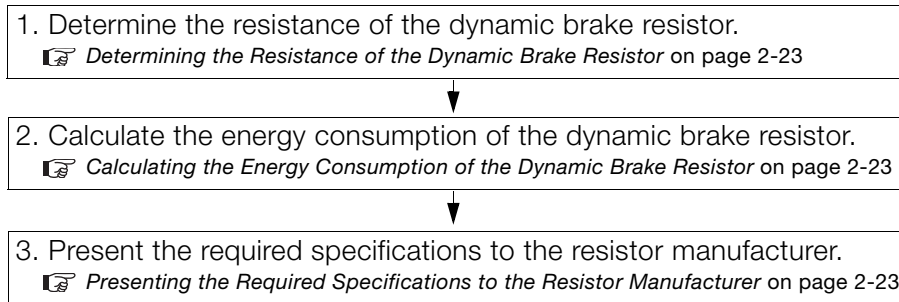 1. Determine the resistance of the dynamic brake resistor.
Determining the Resistance of the Dynamic Brake Resistor on page 2-23
2. Calculate the energy consumption of the dynamic brake resistor.
Calculating the Energy Consumption of the Dynamic Brake Resistor on page 2-23
3. Present the required specifications to the resistor manufacturer.
Presenting the Required Specifications to the Resistor Manufacturer on page 2-23